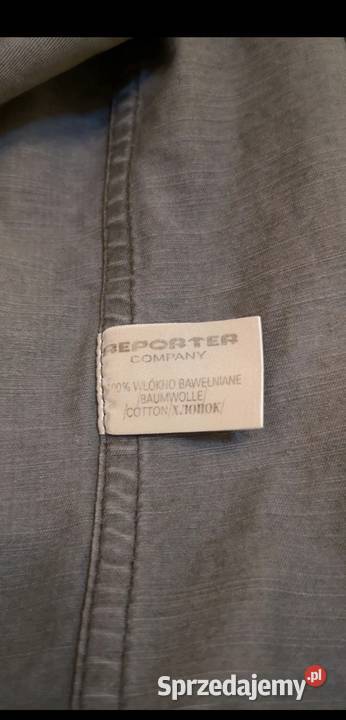 REPORTER
COMPANY
100% WŁÓKNO BAWEŁNIANE
/BAUMWOLLE/
/COTTON/ХЛОПОК/
Sprzedajemy.pl